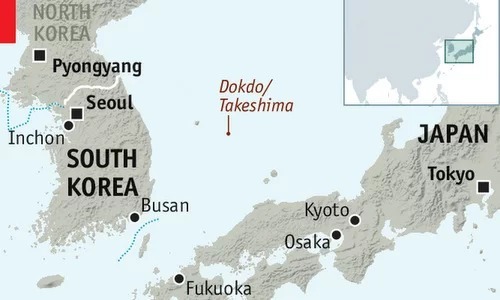 NORTH
KOREA
Pyongyang
Dokdo/
Takeshima
Seoul
Inchon
JAPAN
SOUTH
KOREA
Tokyo
Busan
Kyoto
Osaka
Fukuoka